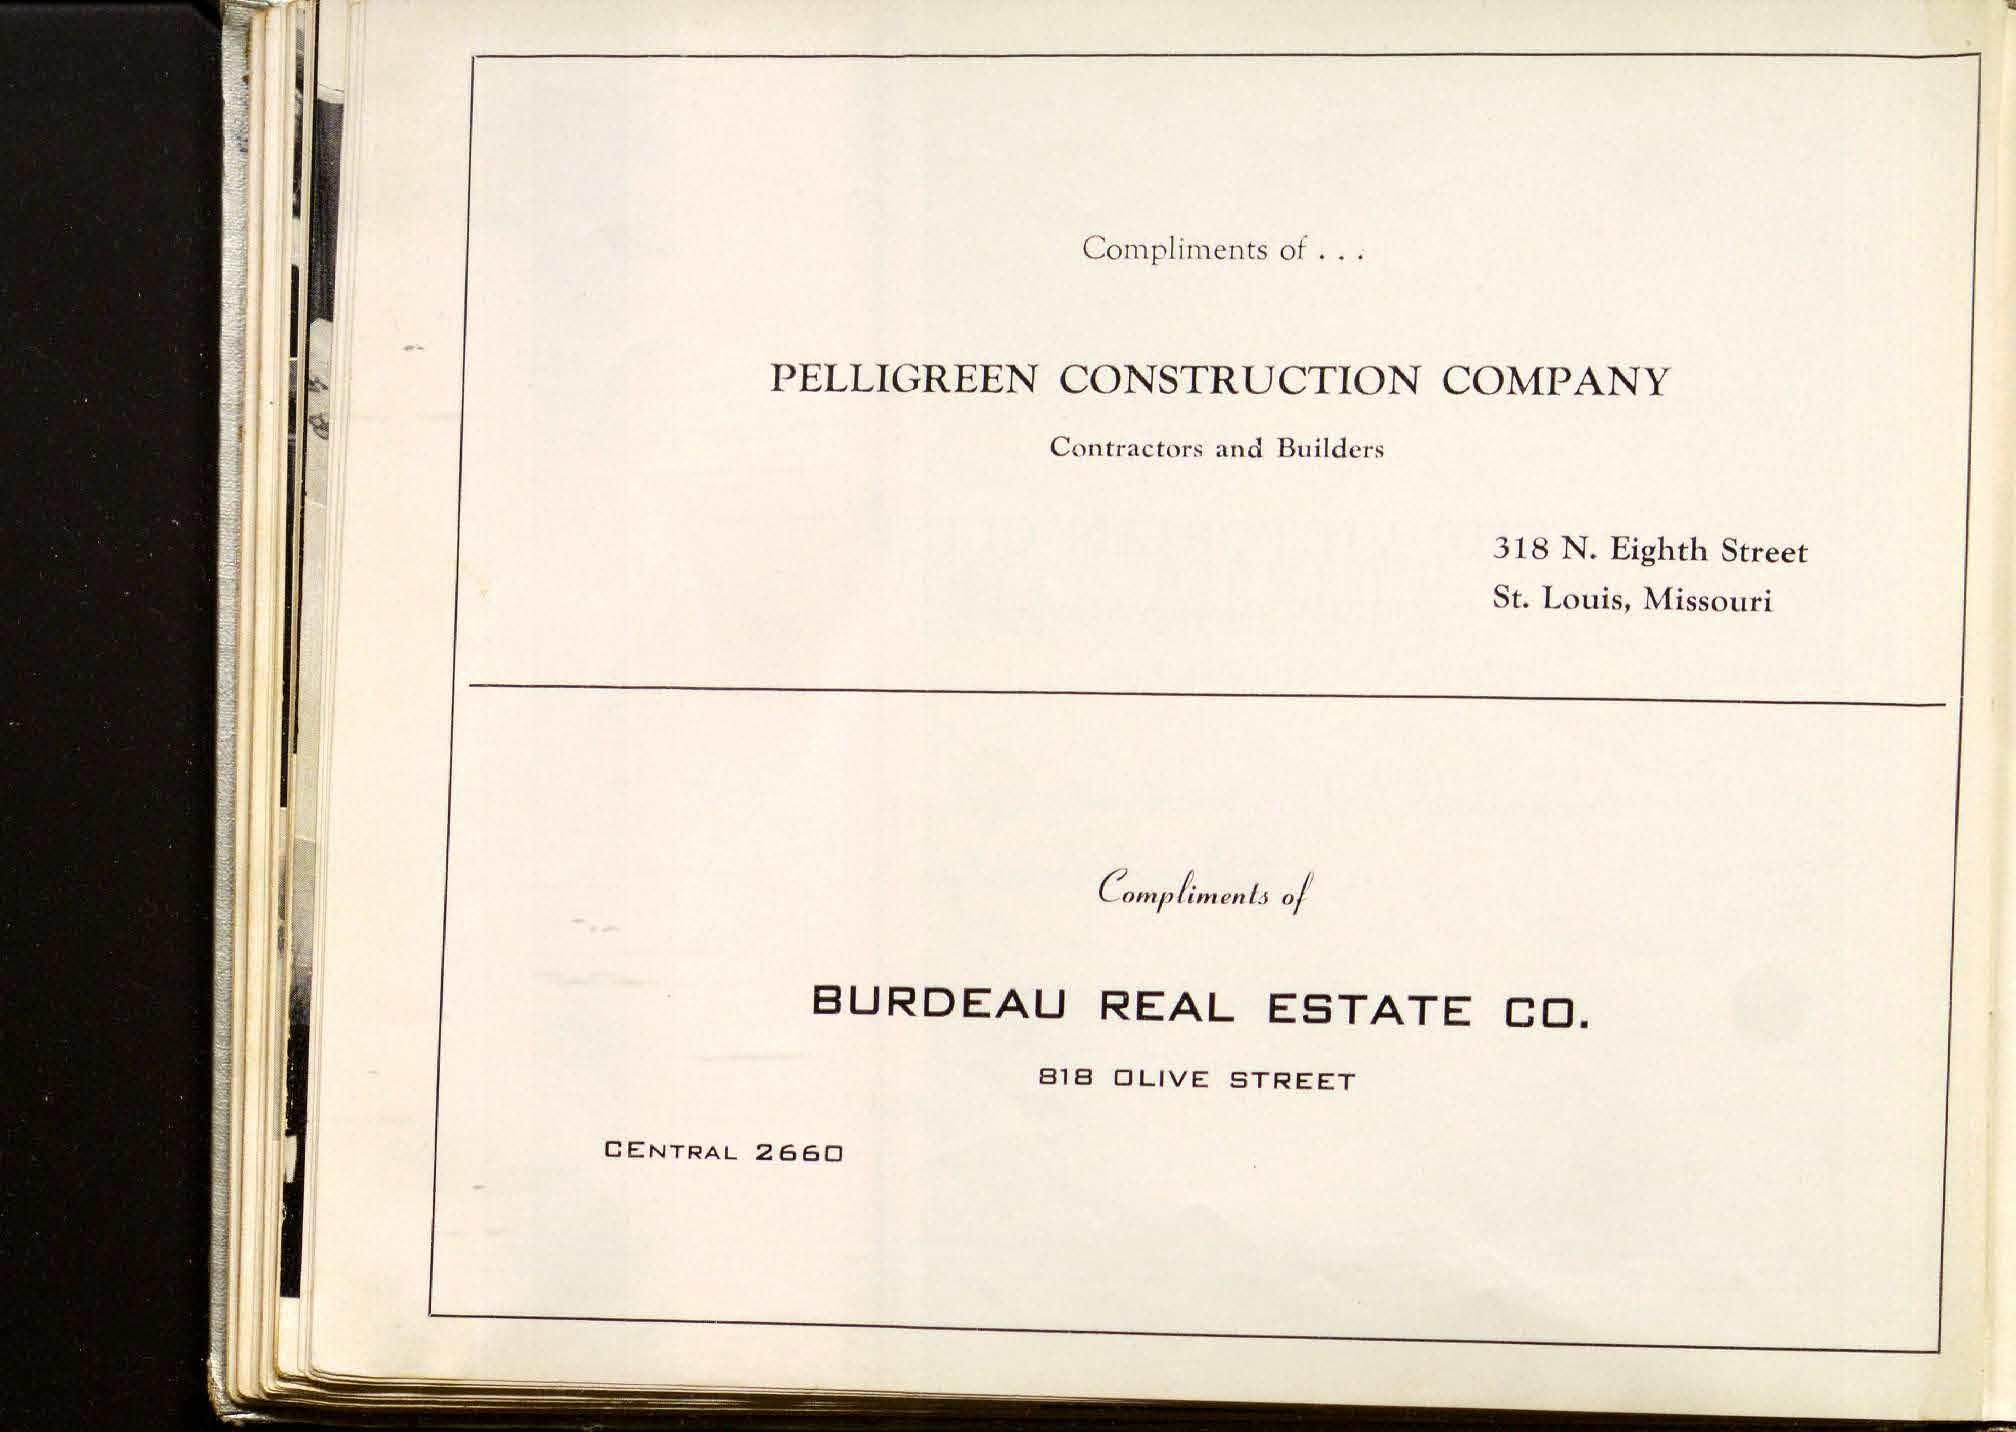 Compliments of . . .
PELLIGREEN CONSTRUCTION COMPANY
Contractors and Builders
318 N. Eighth Street
St. Louis, Missouri
Compliments of
BURDEAU REAL ESTATE CO.
818 OLIVE STREET
CENTRAL 2660